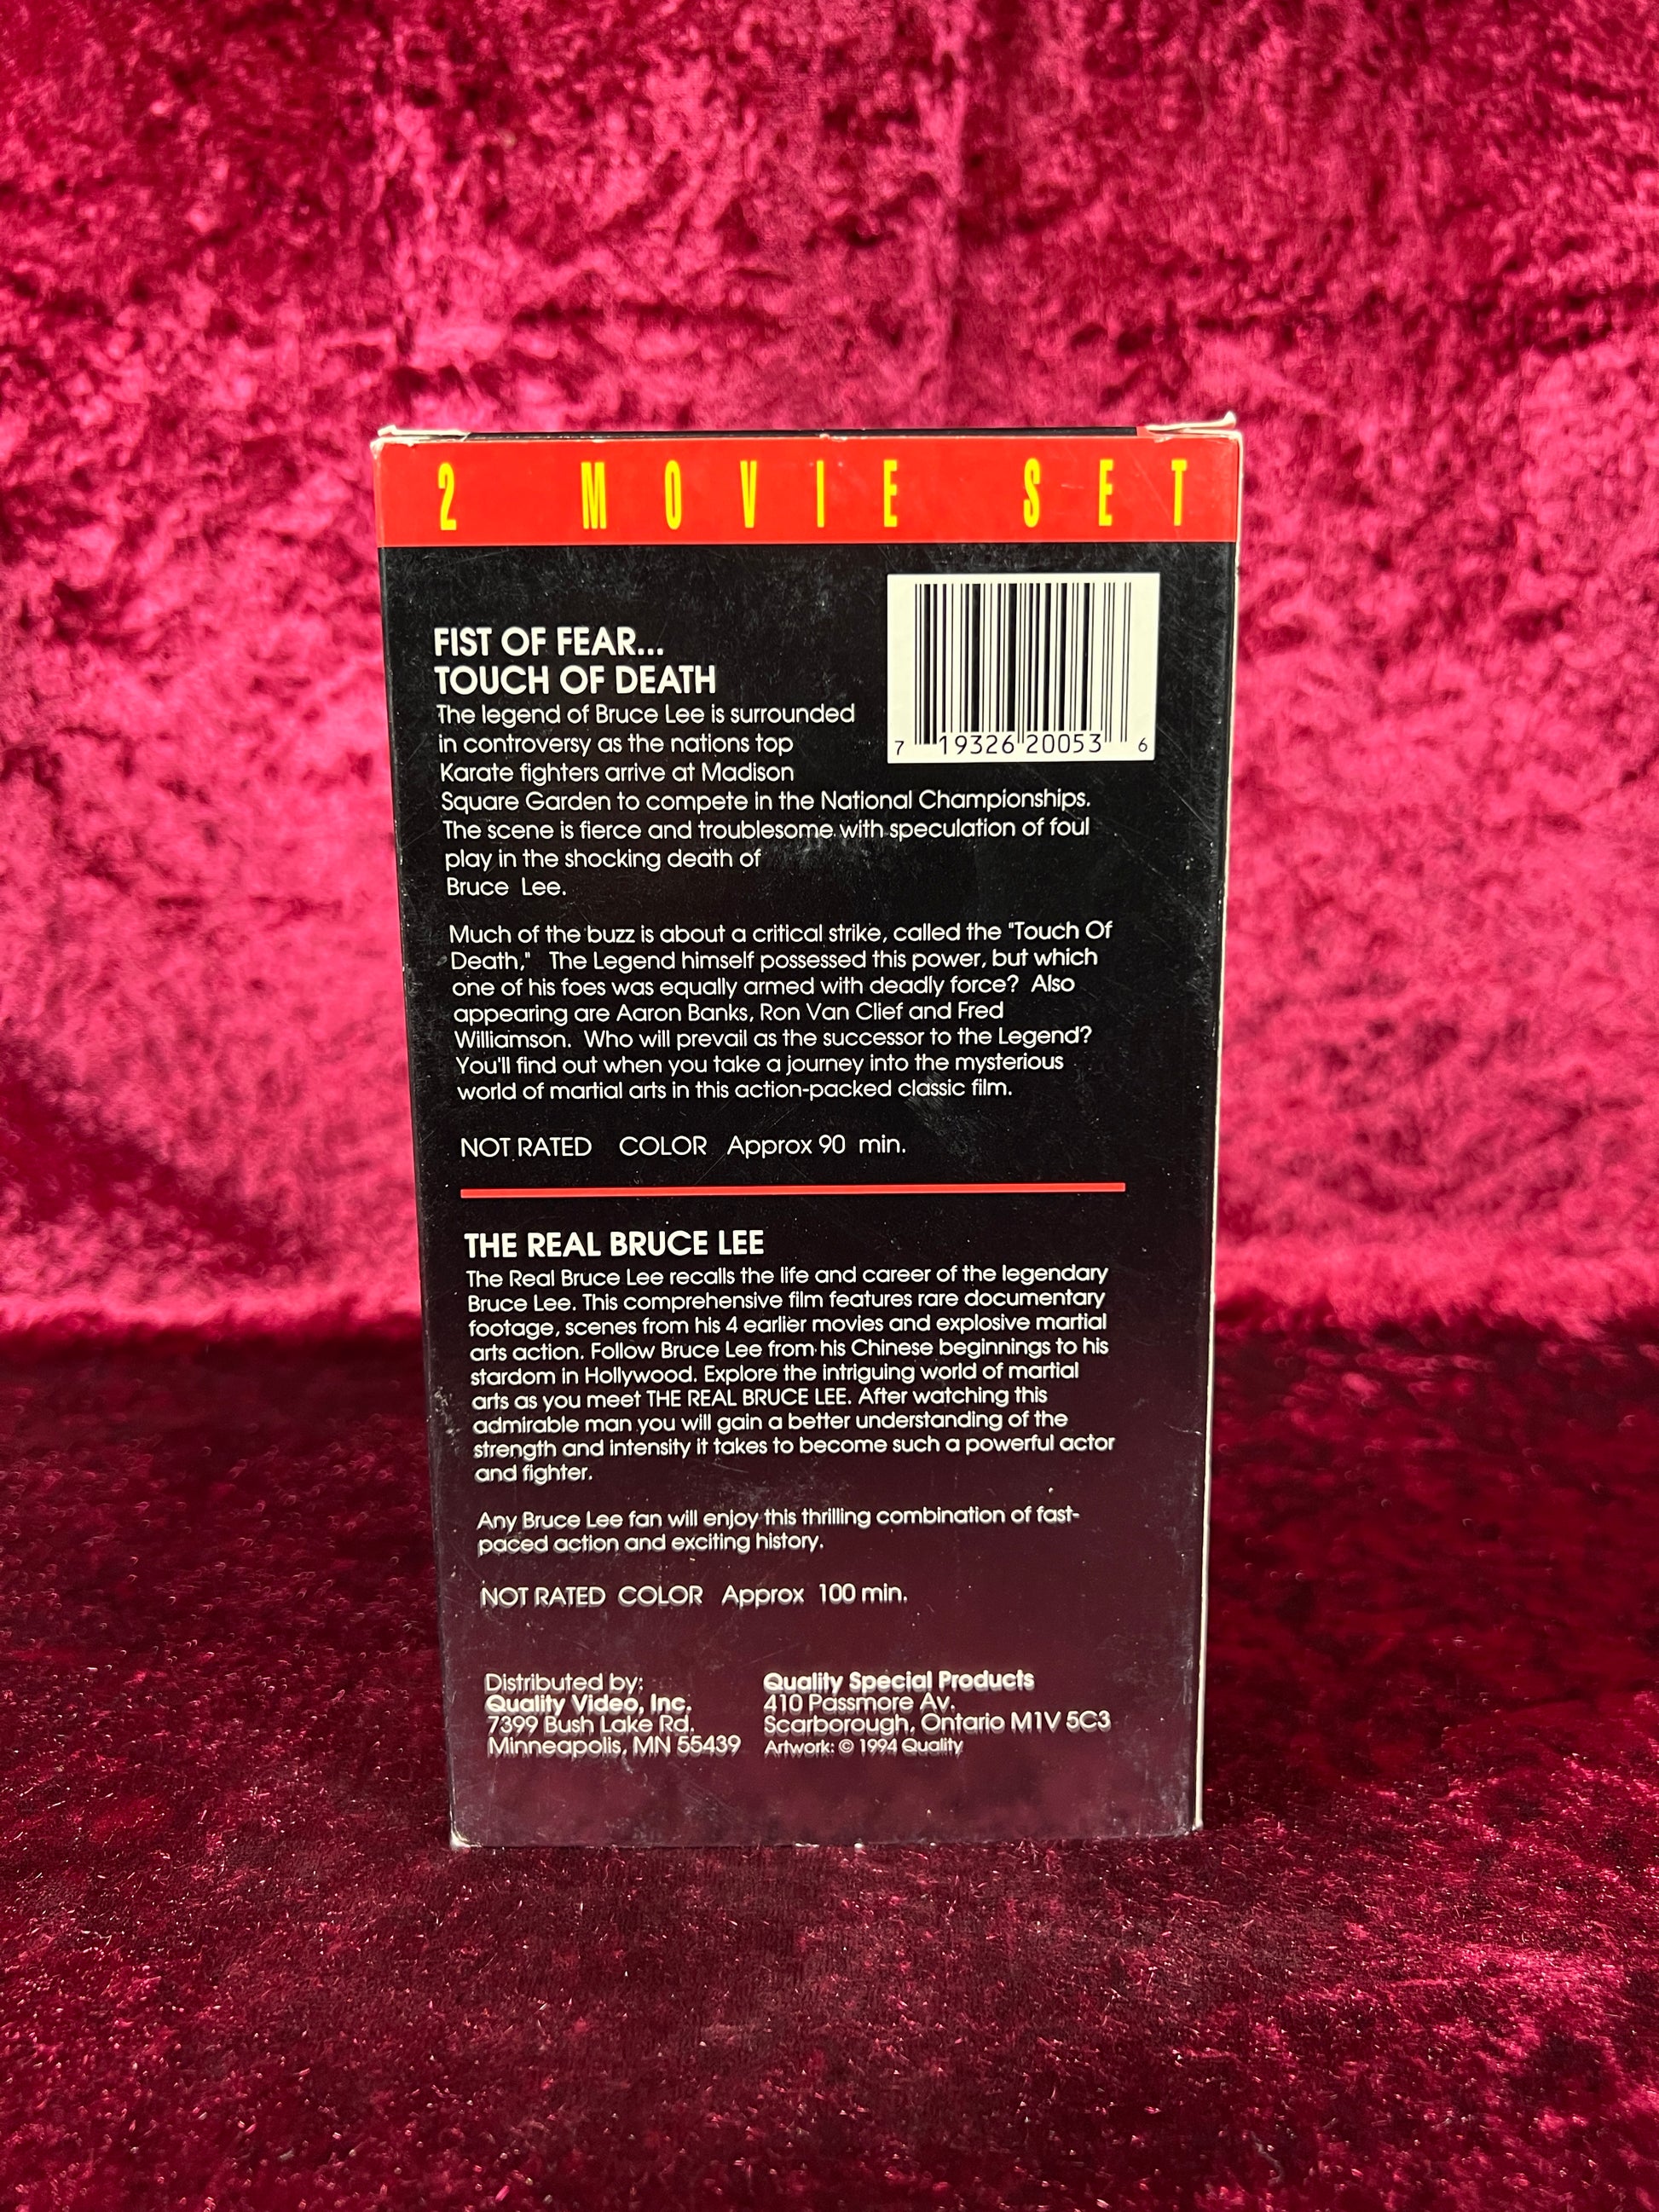 2 MOVIE SET
7 19326 20053 6
FIST OF FEAR...
TOUCH OF DEATH
The legend of Bruce Lee is surrounded
in controversy as the nations top
Karate fighters arrive at Madison
Square Garden to compete in the National Championships.
The scene is fierce and troublesome with speculation of foul
play in the shocking death of
Bruce Lee.
Much of the buzz is about a critical strike, called the "Touch Of
Death," The Legend himself possessed this power, but which
one of his foes was equally armed with deadly force? Also
appearing are Aaron Banks, Ron Van Clief and Fred
Williamson. Who will prevail as the successor to the Legend?
You'll find out when you take a journey into the mysterious
world of martial arts in this action-packed classic film.
NOT RATED COLOR Approx 90 min.
THE REAL BRUCE LEE
The Real Bruce Lee recalls the life and career of the legendary
Bruce Lee. This comprehensive film features rare documentary
footage, scenes from his 4 earlier movies and explosive martial
arts action. Follow Bruce Lee from his Chinese beginnings to his
stardom in Hollywood. Explore the intriguing world of martial
arts as you meet THE REAL BRUCE LEE. After watching this
admirable man you will gain a better understanding of the
strength and intensity it takes to become such a powerful actor
and fighter.
Any Bruce Lee fan will enjoy this thrilling combination of fast-
paced action and exciting history.
NOT RATED COLOR Approx 100 min.
Distributed by:
Quality Video, Inc.
7399 Bush Lake Rd.
Minneapolis, MN 55439
Quality Special Products
410 Passmore Av.
Scarborough, Ontario M1V 5C3
Artwork: © 1994 Quality